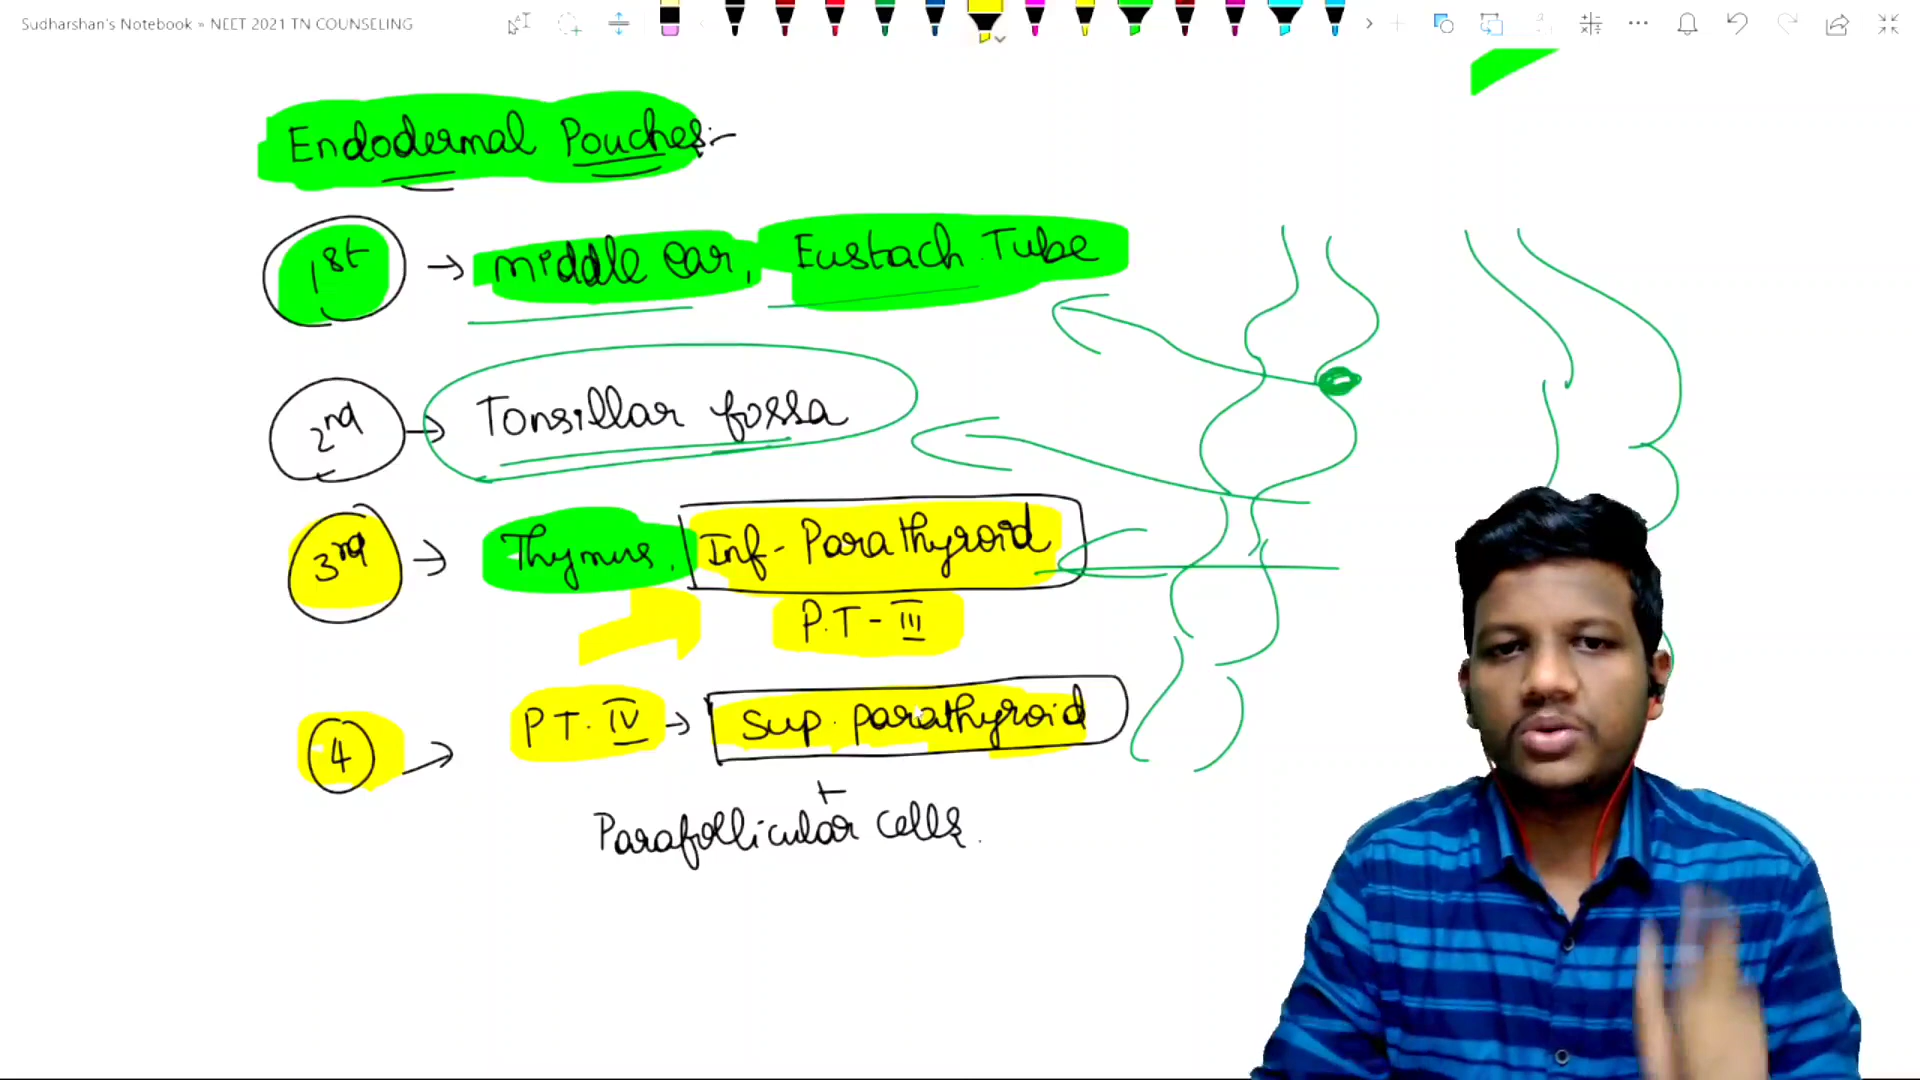 Sudharshan's Notebook » NEET 2021 TN COUNSELING
Endodermal Pouches:-
1st → middle ear, Eustach. Tube
2nd → Tonsillar fossa
3rd → Thymus, Inf- Parathyroid
P.T - III
4 → P T. IV → Sup. parathyroid
+
Parafollicular cells.